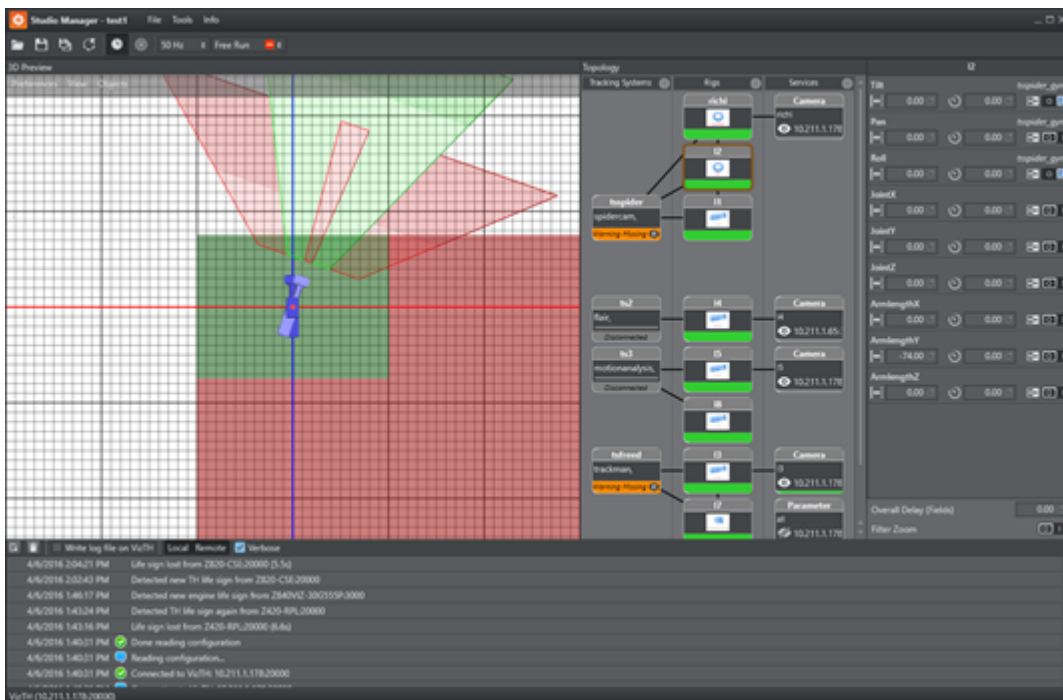 Studio Manager - test1 File Tools Info
50 Hz Free Run
3D Preview
Preferences View Objects
Topology
Tracking Systems Rigs Services
richi Camera
richi
10.211.1.178
l2
tsspider
spidercam,
Warning: Missing
l1
ts2 l4 Camera
flair, l4
Disconnected 10.211.1.65:
ts3 l5 Camera
motionanalysis, l5
Disconnected 10.211.1.178
l6
tsfreed l3 Camera
trackman, l3
Warning: Missing 10.211.1.178
l7 Parameter
10.211.1.178
l2
Tilt
0.00 0.00
Pan
0.00 0.00
Roll
0.00 0.00
JointX
0.00 0.00
JointY
0.00 0.00
JointZ
0.00 0.00
ArmlengthX
0.00 0.00
ArmlengthY
-74.00 0.00
ArmlengthZ
0.00 0.00
Overall Delay (Fields) 0.00
Filter Zoom
Write log file on VizTH Local Remote Verbose
4/6/2016 2:04:21 PM Life sign lost from Z820-CSE:20000 (5.5s)
4/6/2016 2:02:43 PM Detected new TH life sign from Z820-CSE:20000
4/6/2016 1:46:17 PM Detected new engine life sign from
4/6/2016 1:43:24 PM Detected TH life sign again from Z420-RPL:20000
4/6/2016 1:43:16 PM Life sign lost from Z420-RPL:20000 (6.6s)
4/6/2016 1:40:31 PM Done reading configuration
4/6/2016 1:40:31 PM Reading configuration...
4/6/2016 1:40:31 PM Connected to VizTH: 10.211.1.178:20000
VizTH (10.211.1.178:20000)